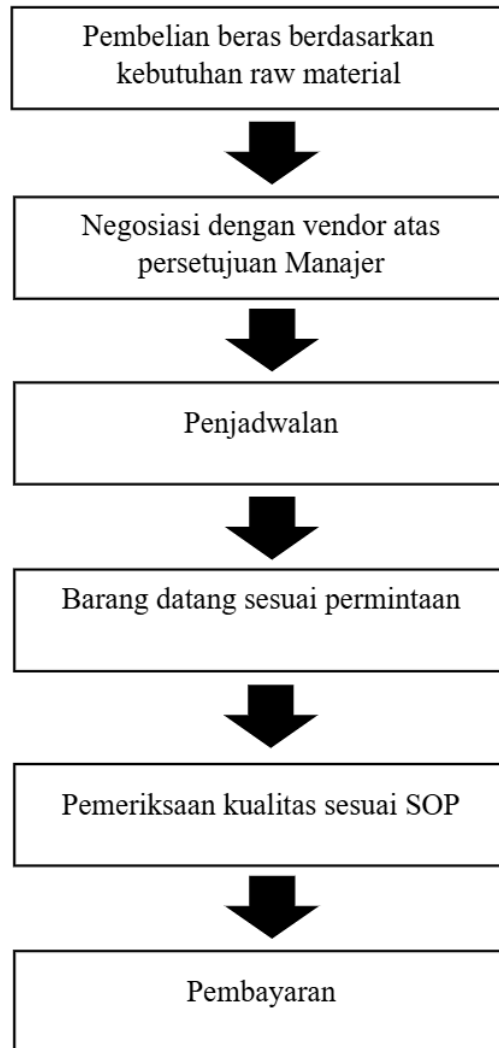 Pembelian beras berdasarkan
kebutuhan raw material
Negosiasi dengan vendor atas
persetujuan Manajer
Penjadwalan
Barang datang sesuai permintaan
Pemeriksaan kualitas sesuai SOP
Pembayaran